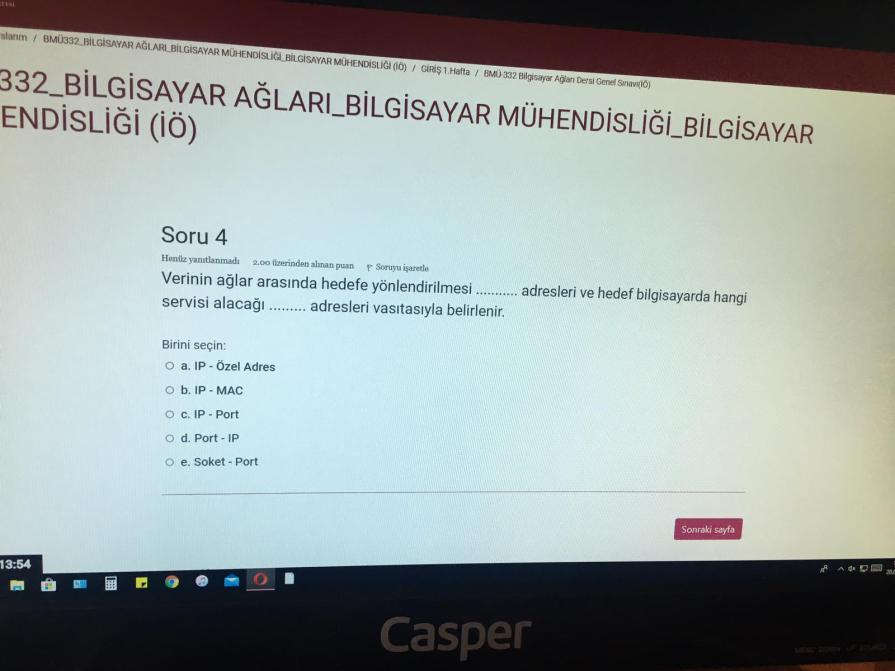 slarım / BMÜ332_BİLGİSAYAR AĞLARI_BİLGİSAYAR MÜHENDİSLİĞİ_BİLGİSAYAR MÜHENDİSLİĞİ (İÖ) / GİRİŞ 1.Hafta / BMÜ-332 Bilgisayar Ağları Dersi Genel Sınavı(İÖ)
332_BİLGİSAYAR AĞLARI_BİLGİSAYAR MÜHENDİSLİĞİ_BİLGİSAYAR
ENDİSLİĞİ (İÖ)
Soru 4
Henüz yanıtlanmadı 2.00 üzerinden alınan puan Soruyu işaretle
Verinin ağlar arasında hedefe yönlendirilmesi ........... adresleri ve hedef bilgisayarda hangi
servisi alacağı ......... adresleri vasıtasıyla belirlenir.
Birini seçin:
a. IP - Özel Adres
b. IP - MAC
c. IP - Port
d. Port - IP
e. Soket - Port
Sonraki sayfa
13:54
Casper